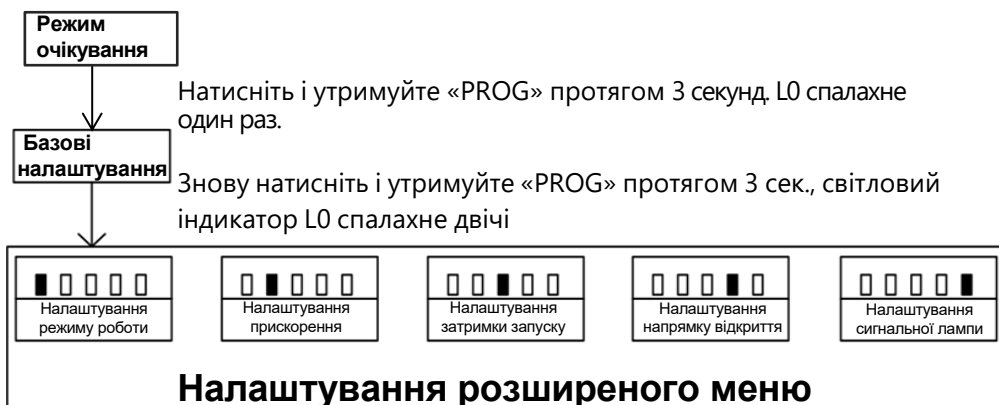 Режим
очікування
Натисніть і утримуйте «PROG» протягом 3 секунд. L0 спалахне
один раз.
Базові
налаштування
Знову натисніть і утримуйте «PROG» протягом 3 сек., світловий
індикатор L0 спалахне двічі
Налаштування
режиму роботи
Налаштування
прискорення
Налаштування
затримки запуску
Налаштування
напрямку відкриття
Налаштування
сигнальної лампи
Налаштування розширеного меню